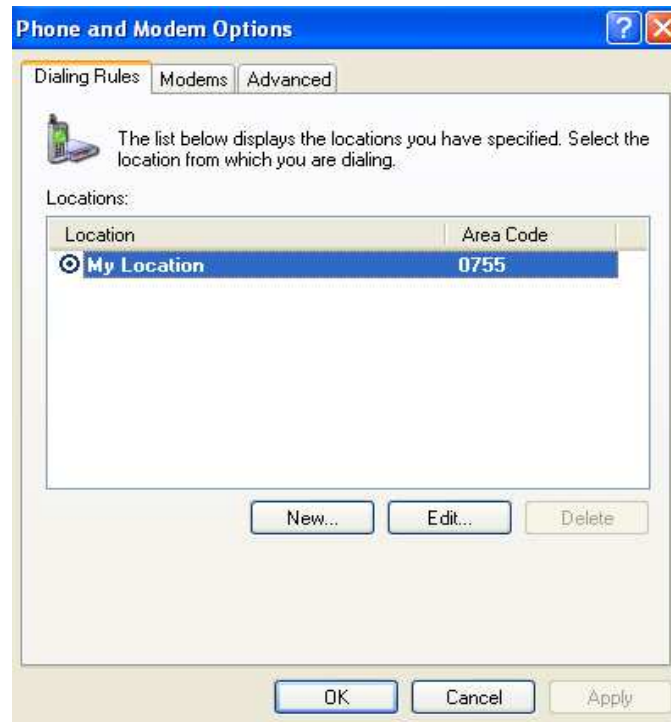 Phone and Modem Options
Dialing Rules Modems Advanced
The list below displays the locations you have specified. Select the
location from which you are dialing.
Locations:
Location Area Code
My Location 0755
New... Edit... Delete
OK Cancel Apply